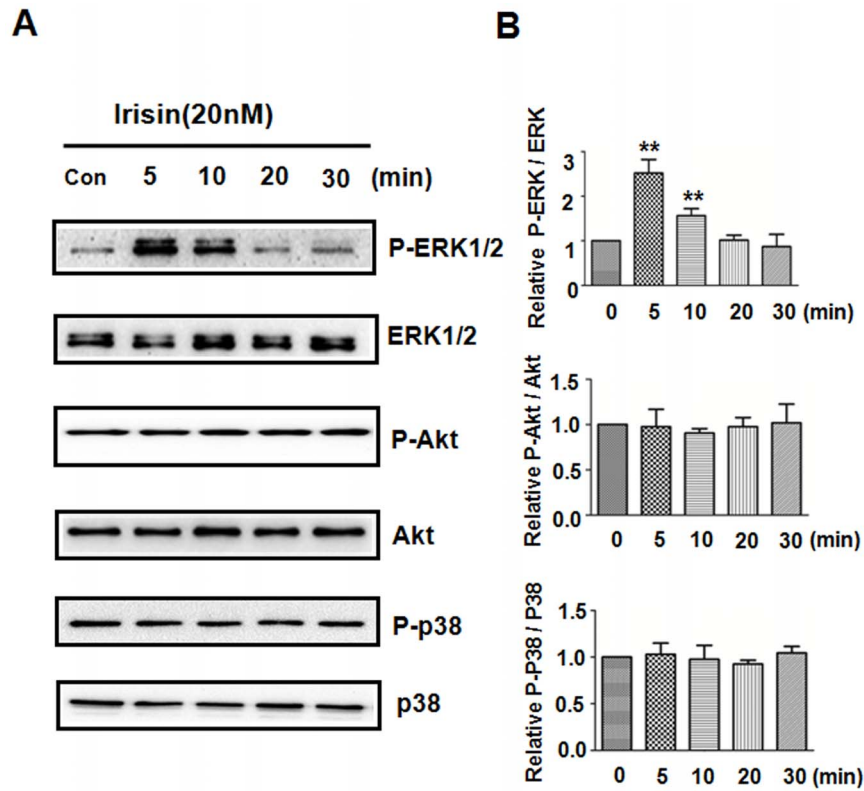 A
Irisin(20nM)
Con 5 10 20 30 (min)
P-ERK1/2
ERK1/2
P-Akt
Akt
P-p38
p38
B
Relative P-ERK / ERK
3
2
1
0
** **
0 5 10 20 30 (min)
Relative P-Akt / Akt
1.5
1.0
0.5
0.0
0 5 10 20 30 (min)
Relative P-P38 / P38
1.5
1.0
0.5
0.0
0 5 10 20 30 (min)